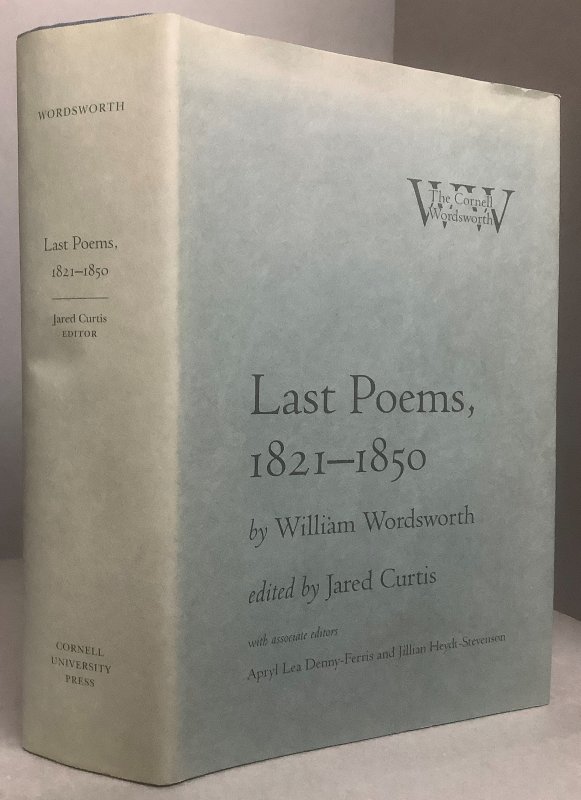 WORDSWORTH
Last Poems,
1821–1850
Jared Curtis
EDITOR
CORNELL
UNIVERSITY
PRESS
WW
The Cornell
Wordsworth
Last Poems,
1821–1850
by William Wordsworth
edited by Jared Curtis
with associate editors
Apryl Lea Denny-Ferris and Jillian Heydt-Stevenson